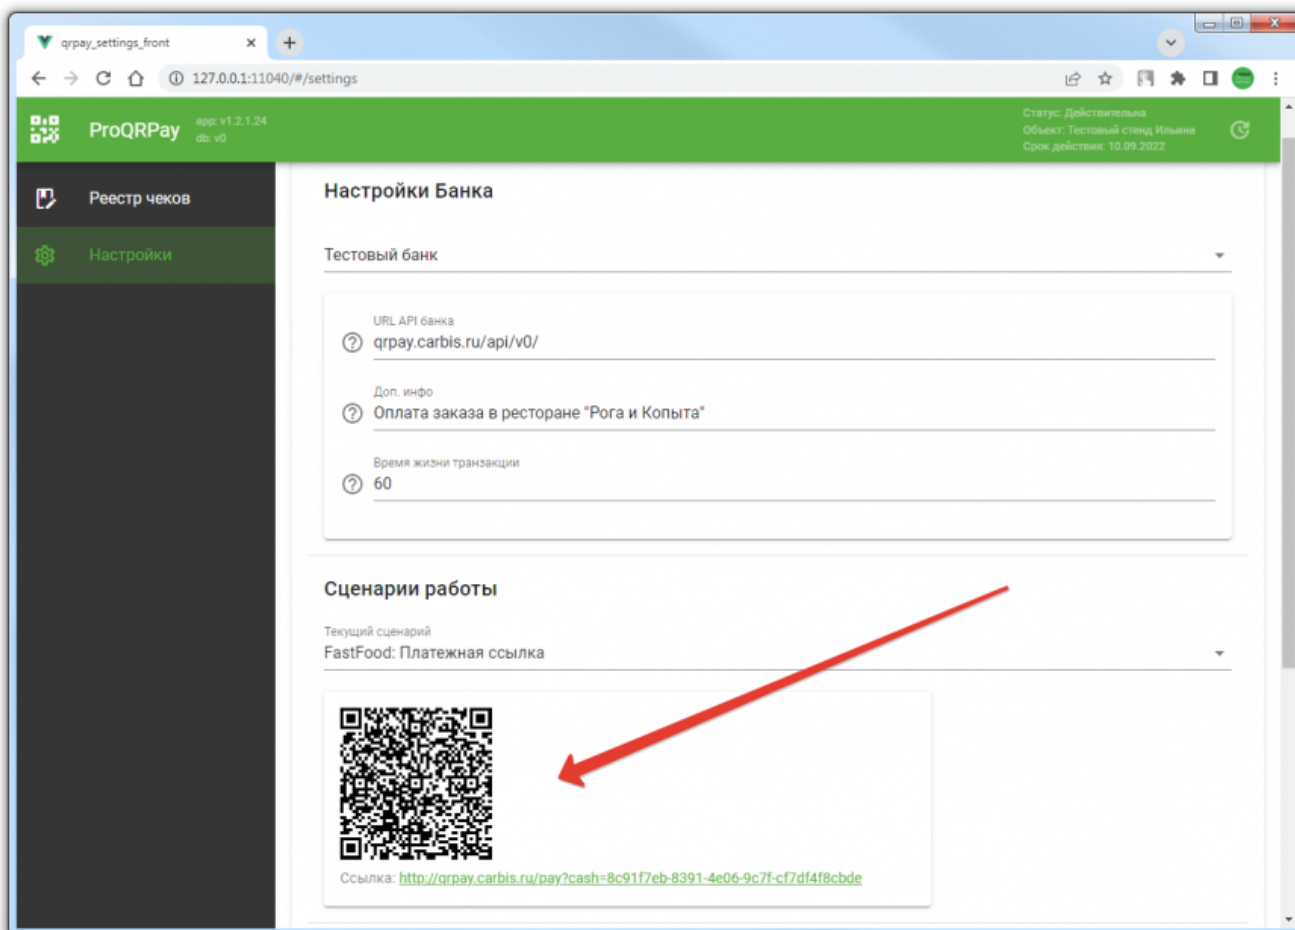 qrpay_settings_front
127.0.0.1:11040/#/settings
ProQRPay
app: v1.2.1.24
db: v0
Статус: Действительна
Объект: Тестовый стенд Ильина
Срок действия: 10.09.2022
Реестр чеков
Настройки
Настройки Банка
Тестовый банк
URL API банка
qrpay.carbis.ru/api/v0/
Доп. инфо
Оплата заказа в ресторане "Рога и Копыта"
Время жизни транзакции
60
Сценарии работы
Текущий сценарий
FastFood: Платежная ссылка
Ссылка: http://qrpay.carbis.ru/pay?cash=8c91f7eb-8391-4e06-9c7f-cf7df4f8cbde